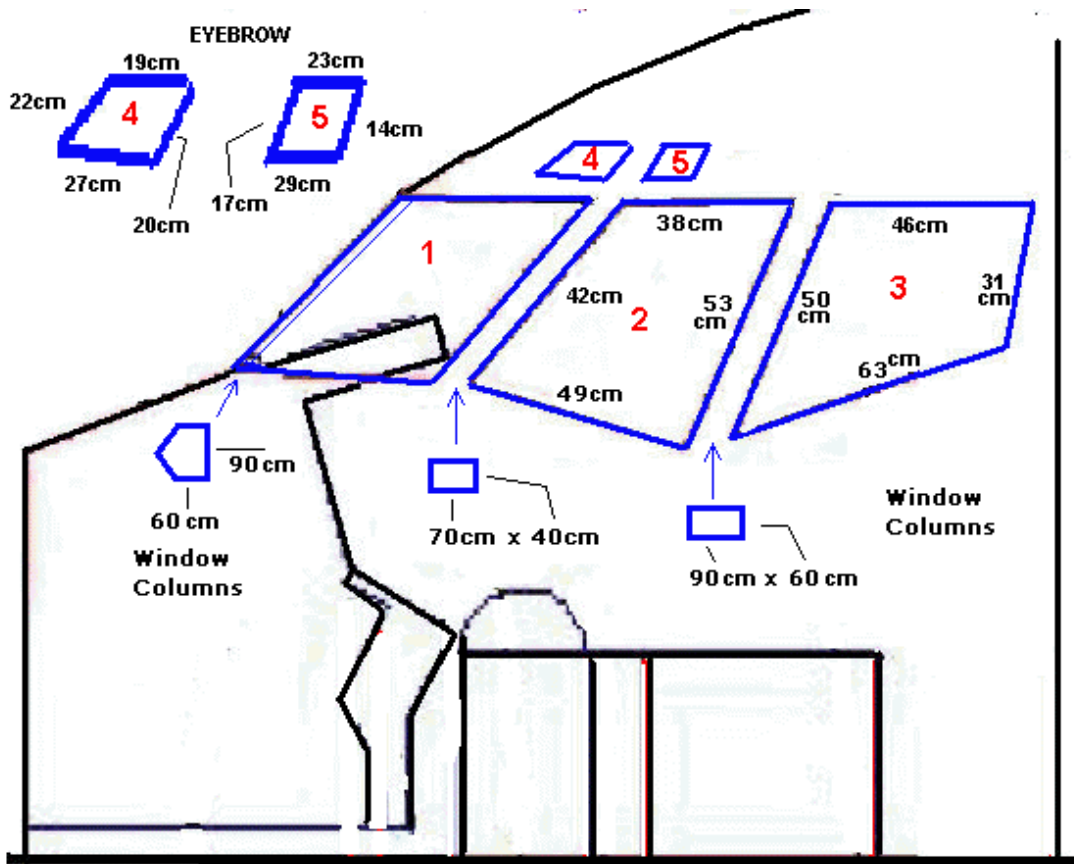 EYEBROW
19cm
23cm
22cm
4
5
14cm
27cm
29cm
17cm
20cm
4
5
1
38cm
46cm
42cm
2
53
cm
50
cm
3
31
cm
49cm
63cm
90cm
60 cm
Window
Columns
70cm x 40cm
Window
Columns
90cm x 60cm